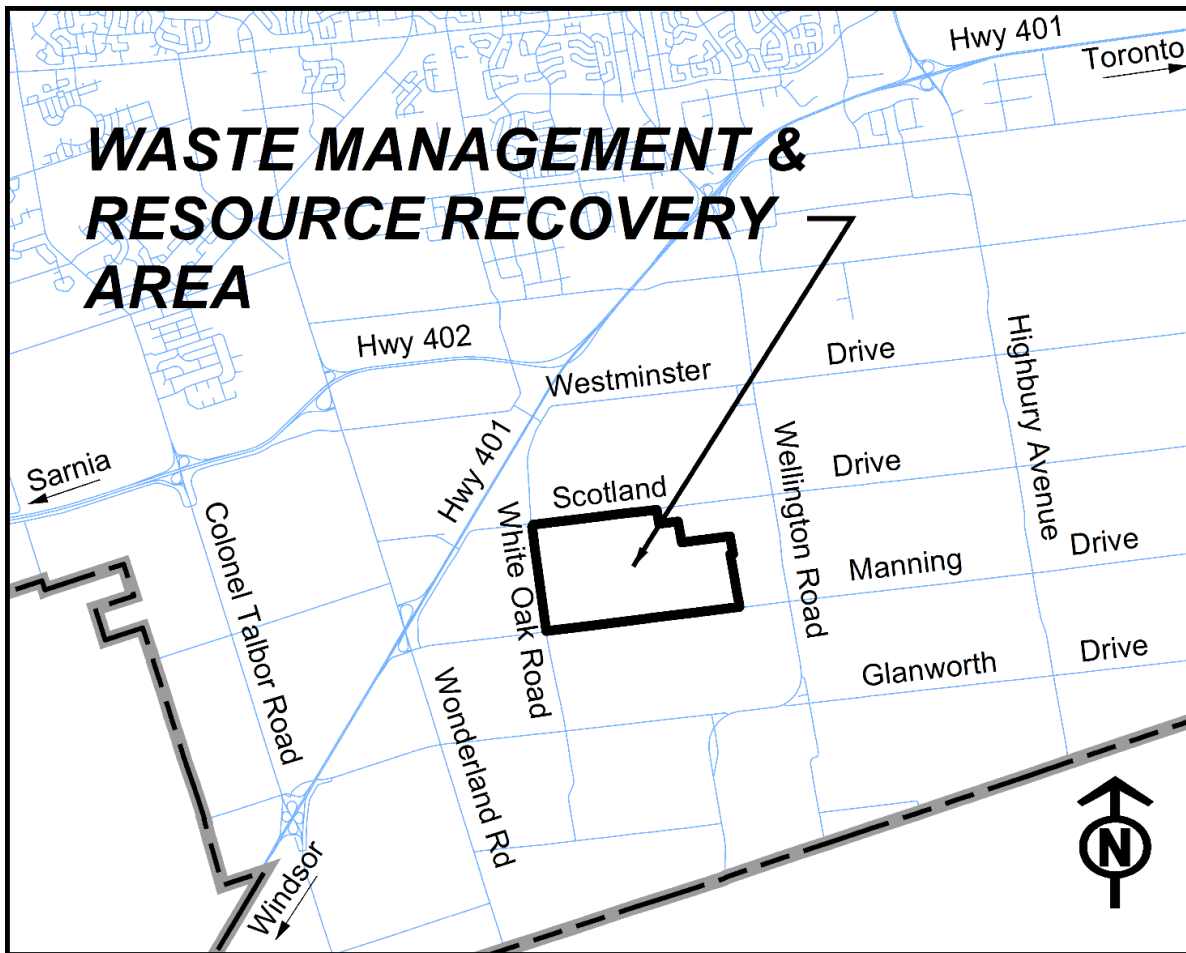 Hwy 401
Toronto
WASTE MANAGEMENT &
RESOURCE RECOVERY
AREA
Hwy 402
Westminster
Drive
Highbury Avenue
Sarnia
Hwy 401
Scotland
Drive
Wellington Road
White Oak Road
Colonel Talbor Road
Manning
Drive
Glanworth
Drive
Wonderland Rd
Windsor
N